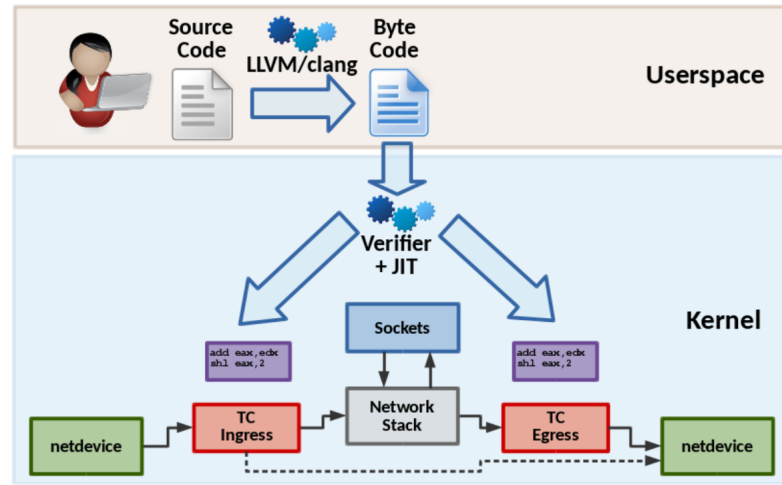 Source
Code
LLVM/clang
Byte
Code
Userspace
Verifier
+ JIT
Kernel
Sockets
add eax,edx
shl eax,2
add eax,edx
shl eax,2
netdevice
TC
Ingress
Network
Stack
TC
Egress
netdevice